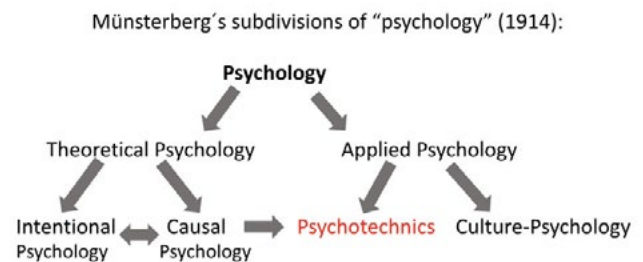 Münsterberg´s subdivisions of “psychology” (1914):
Psychology
Theoretical Psychology
Applied Psychology
Intentional Psychology
Causal Psychology
Psychotechnics
Culture-Psychology